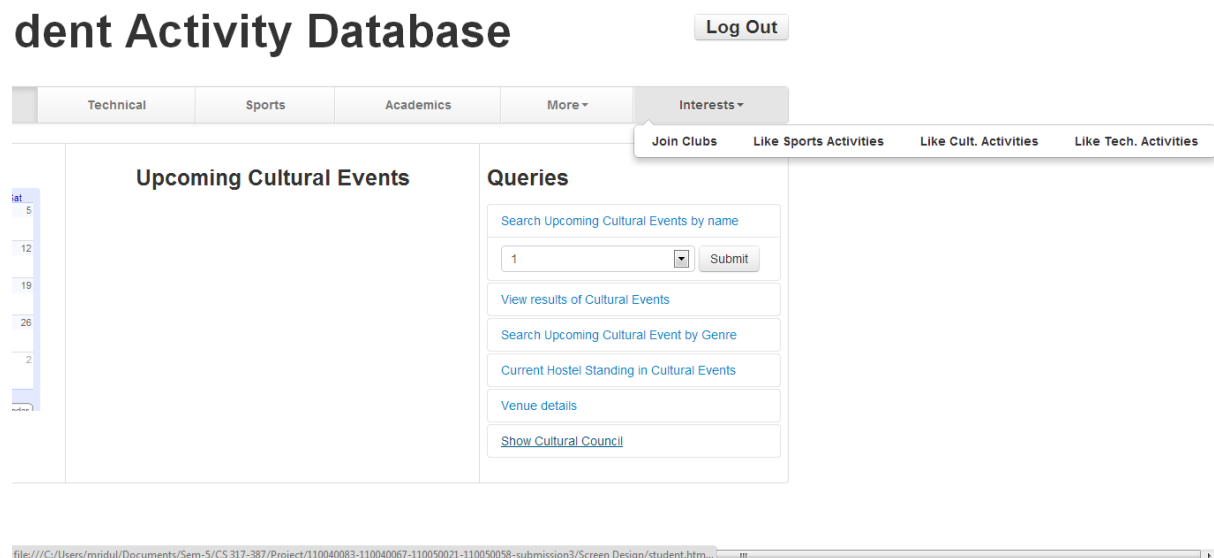 dent Activity Database
Log Out
Technical Sports Academics More Interests
Join Clubs Like Sports Activities Like Cult. Activities Like Tech. Activities
Upcoming Cultural Events
Queries
Sat
5
12
19
26
2
Search Upcoming Cultural Events by name
1 Submit
View results of Cultural Events
Search Upcoming Cultural Event by Genre
Current Hostel Standing in Cultural Events
Venue details
Show Cultural Council
file:///C:/Users/mridul/Documents/Sem-5/CS 317-387/Project/110040083-110040067-110050021-110050058-submission3/Screen Design/student.htm...